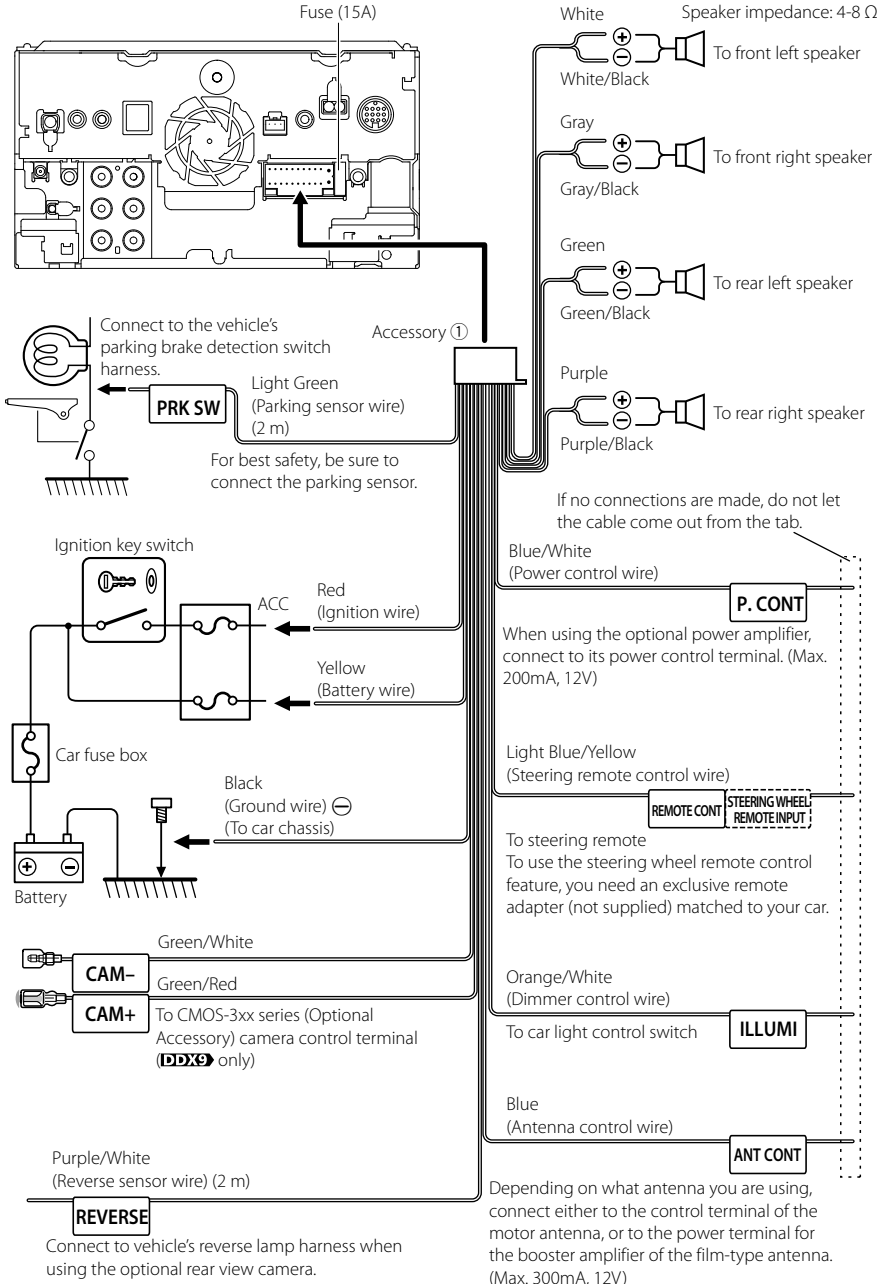 Fuse (15A)
White
Speaker impedance: 4-8 Ω
⊕
⊖
To front left speaker
White/Black
Gray
⊕
⊖
To front right speaker
Gray/Black
Green
⊕
⊖
To rear left speaker
Green/Black
Purple
⊕
⊖
To rear right speaker
Purple/Black
Connect to the vehicle's
parking brake detection switch
harness.
Accessory ①
PRK SW
Light Green
(Parking sensor wire)
(2 m)
For best safety, be sure to
connect the parking sensor.
If no connections are made, do not let
the cable come out from the tab.
Ignition key switch
ACC
Red
(Ignition wire)
Yellow
(Battery wire)
Car fuse box
Black
(Ground wire) ⊖
(To car chassis)
⊕ ⊖
Battery
Blue/White
(Power control wire)
P. CONT
When using the optional power amplifier,
connect to its power control terminal. (Max.
200mA, 12V)
Light Blue/Yellow
(Steering remote control wire)
REMOTE CONT
STEERING WHEEL
REMOTE INPUT
To steering remote
To use the steering wheel remote control
feature, you need an exclusive remote
adapter (not supplied) matched to your car.
Green/White
CAM–
Green/Red
CAM+
To CMOS-3xx series (Optional
Accessory) camera control terminal
(DDX9 only)
Orange/White
(Dimmer control wire)
To car light control switch
ILLUMI
Blue
(Antenna control wire)
ANT CONT
Depending on what antenna you are using,
connect either to the control terminal of the
motor antenna, or to the power terminal for
the booster amplifier of the film-type antenna.
(Max. 300mA, 12V)
Purple/White
(Reverse sensor wire) (2 m)
REVERSE
Connect to vehicle's reverse lamp harness when
using the optional rear view camera.